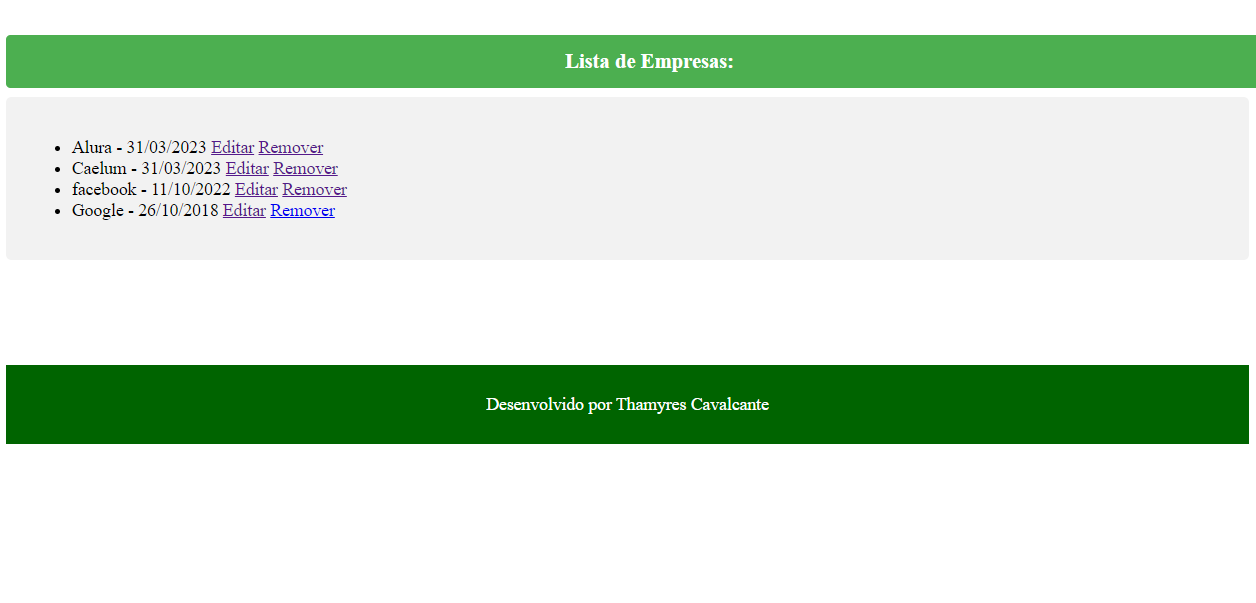 Lista de Empresas:
Alura - 31/03/2023 Editar Remover
Caelum - 31/03/2023 Editar Remover
facebook - 11/10/2022 Editar Remover
Google - 26/10/2018 Editar Remover
Desenvolvido por Thamyres Cavalcante